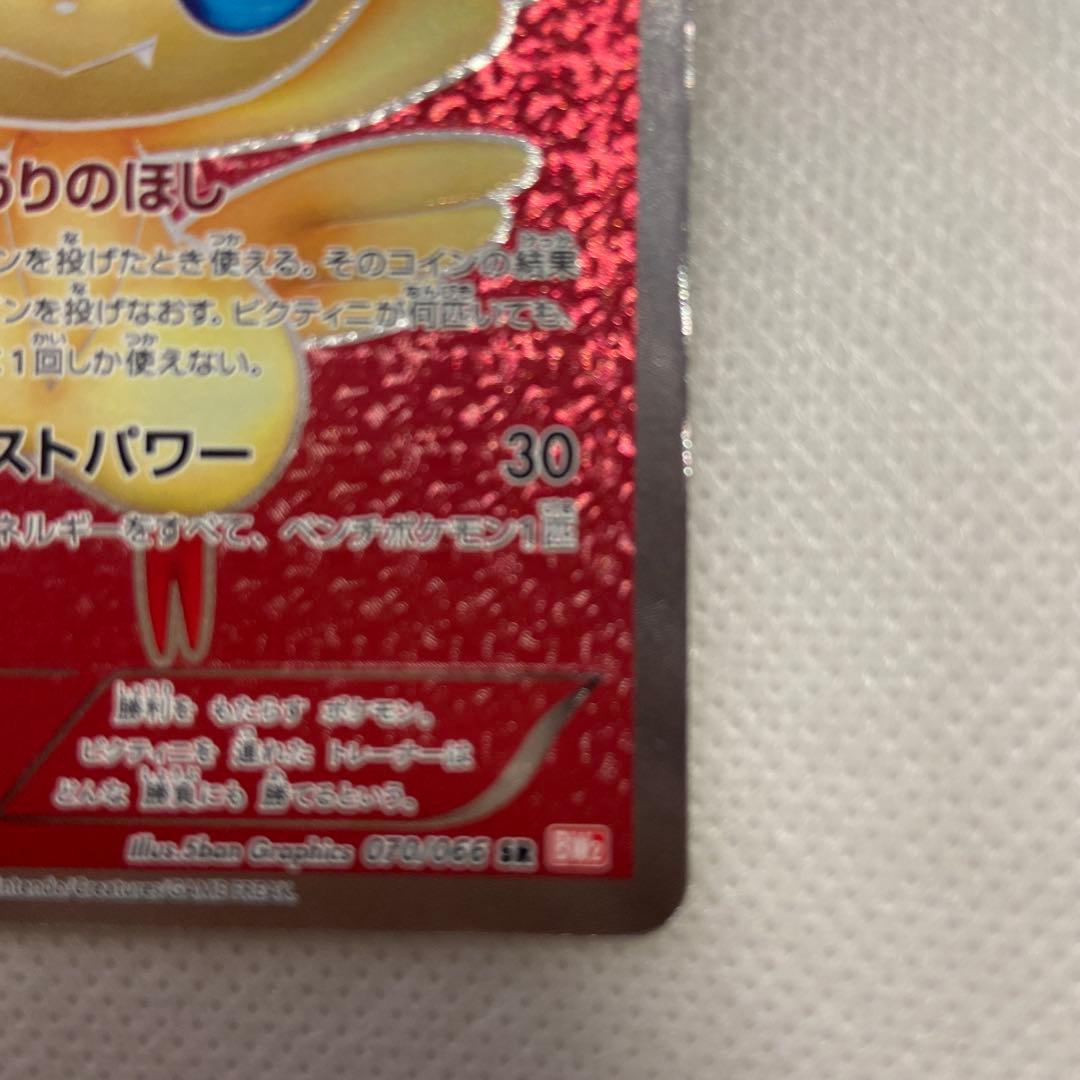 うりのほし
ンを投げたとき使える。そのコインの結果
ンを投げなおす。ビクティニが何匹いても、
1回しか使えない。
ストパワー 30
ネルギーをすべて、ベンチポケモン1匹
勝利を もたらす ポケモン。
ビクティニを 連れた トレーナーは
どんな 勝負にも 勝てるという。
Illus. 5ban Graphics 070/066 SR BW2
Nintendo/Creatures/GAME FREAK.